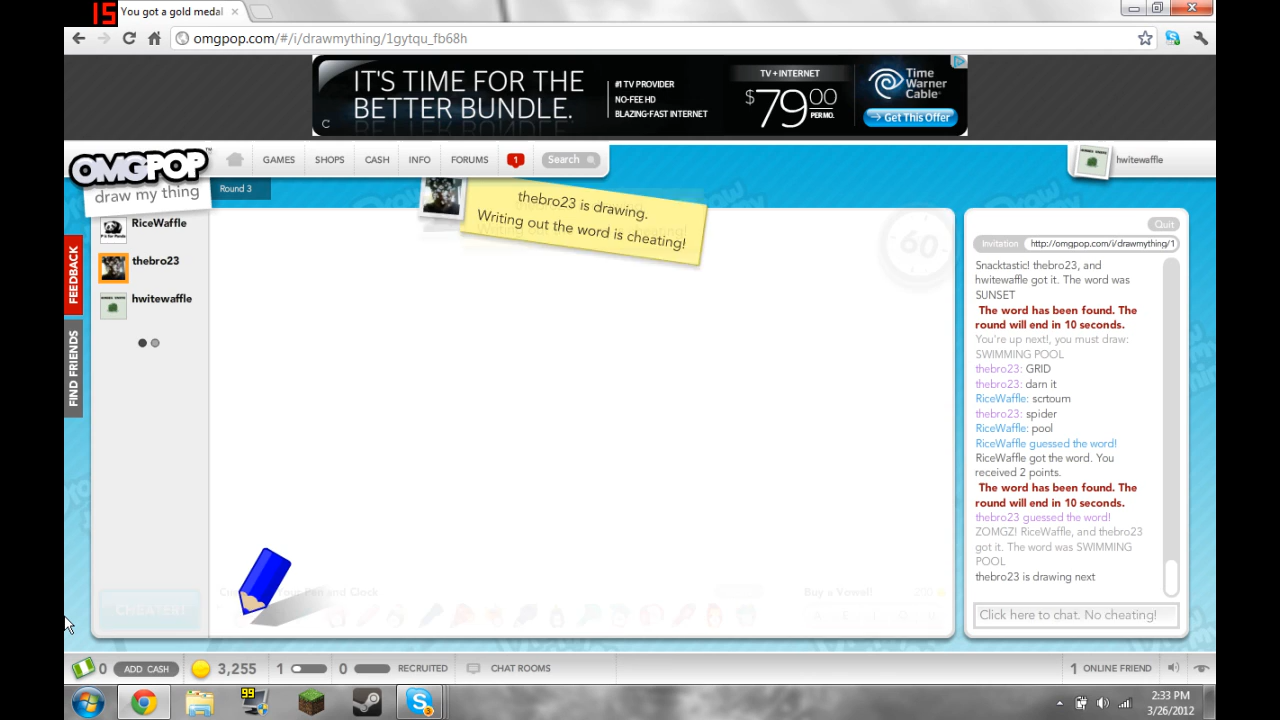 15
You got a gold medal
omgpop.com/#/i/drawmything/1gytqu_fb68h
IT'S TIME FOR THE
BETTER BUNDLE.
#1 TV PROVIDER
NO-FEE HD
BLAZING-FAST INTERNET
TV + INTERNET
$79.00
PER MO.
Time
Warner
Cable®
Get This Offer
C
OMGPOP™
GAMES SHOPS CASH INFO FORUMS 1 Search
hwitewaffle
draw my thing
Round 3
thebro23 is drawing.
Writing out the word is cheating!
60
RiceWaffle
thebro23
hwitewaffle
FEEDBACK
FIND FRIENDS
CHEATER!
Pen and Clock
Buy a Vowel!
200
Quit
Invitation http://omgpop.com/i/drawmything/1
Snacktastic! thebro23, and
hwitewaffle got it. The word was
SUNSET
The word has been found. The
round will end in 10 seconds.
You're up next!, you must draw:
SWIMMING POOL
thebro23: GRID
thebro23: darn it
RiceWaffle: scrtoum
thebro23: spider
RiceWaffle: pool
RiceWaffle guessed the word!
RiceWaffle got the word. You
received 2 points.
The word has been found. The
round will end in 10 seconds.
thebro23 guessed the word!
ZOMGZ! RiceWaffle, and thebro23
got it. The word was SWIMMING
POOL
thebro23 is drawing next
Click here to chat. No cheating!
0 ADD CASH 3,255 1 0 RECRUITED CHAT ROOMS 1 ONLINE FRIEND
99
3
2:33 PM
3/26/2012